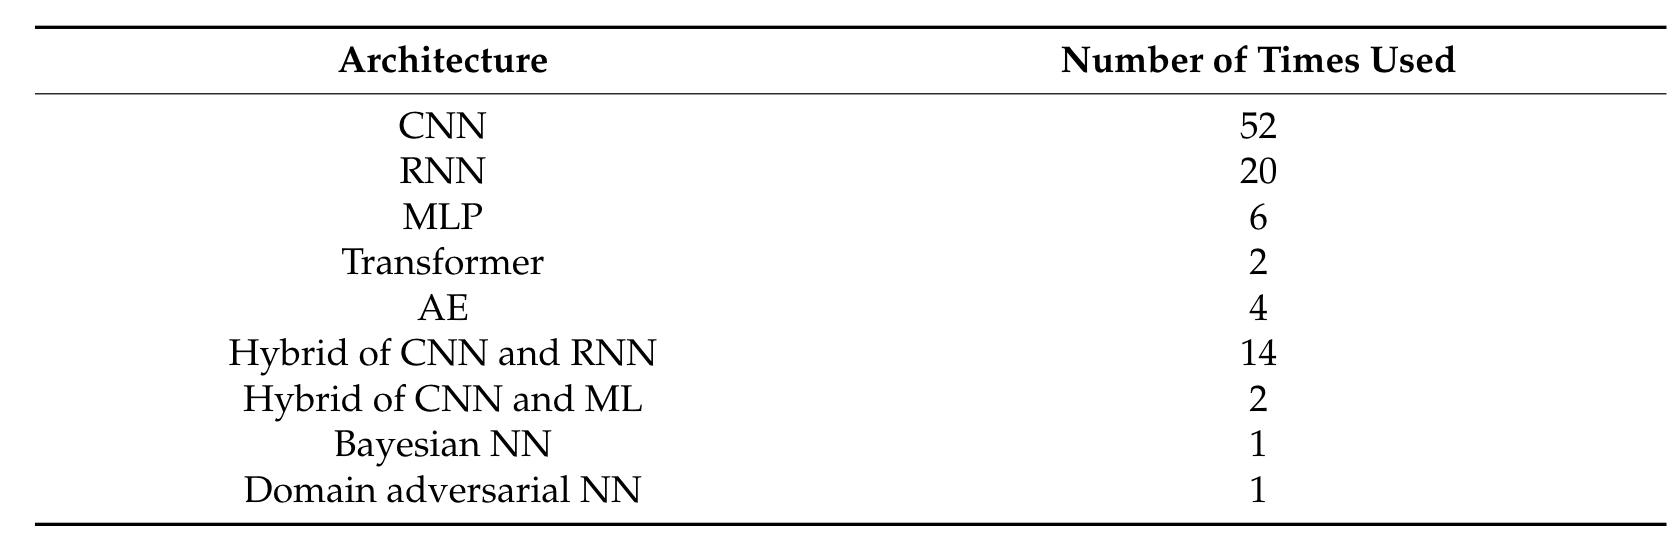 Architecture Number of Times Used
CNN 52
RNN 20
MLP 6
Transformer 2
AE 4
Hybrid of CNN and RNN 14
Hybrid of CNN and ML 2
Bayesian NN 1
Domain adversarial NN 1